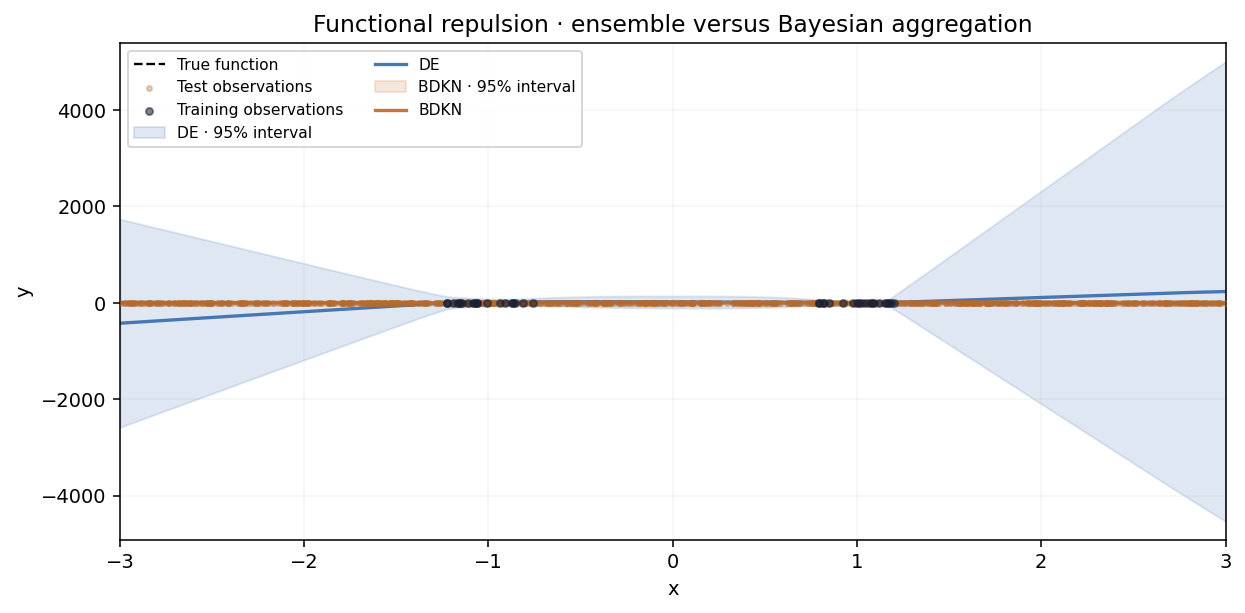 Functional repulsion · ensemble versus Bayesian aggregation
True function
Test observations
Training observations
DE · 95% interval
DE
BDKN · 95% interval
BDKN
4000
2000
0
−2000
−4000
y
−3
−2
−1
0
1
2
3
x